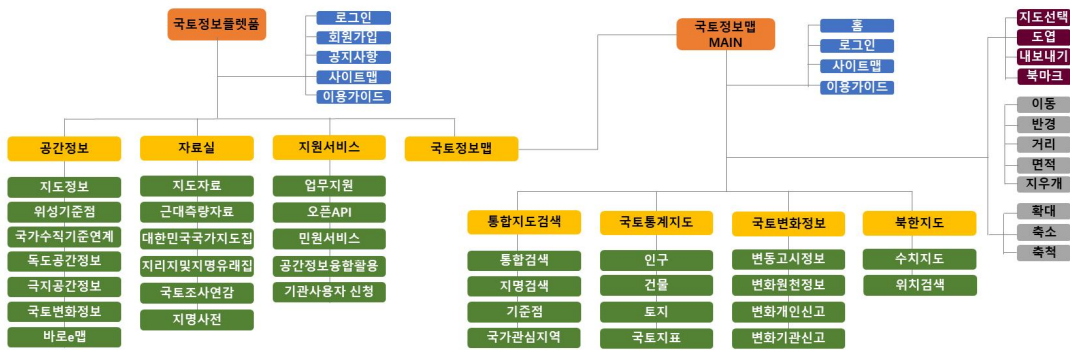 국토정보플렛폼
로그인
회원가입
공지사항
사이트맵
이용가이드
공간정보
지도정보
위성기준점
국가수직기준연계
독도공간정보
극지공간정보
국토변화정보
바로e맵
자료실
지도자료
근대측량자료
대한민국국가지도집
지리지및지명유래집
국토조사연감
지명사전
지원서비스
업무지원
오픈API
민원서비스
공간정보융합활용
기관사용자 신청
국토정보맵
국토정보맵
MAIN
홈
로그인
사이트맵
이용가이드
통합지도검색
통합검색
지명검색
기준점
국가관심지역
국토통계지도
인구
건물
토지
국토지표
국토변화정보
변동고시정보
변화원천정보
변화개인신고
변화기관신고
북한지도
수치지도
위치검색
지도선택
도엽
내보내기
북마크
이동
반경
거리
면적
지우개
확대
축소
축척